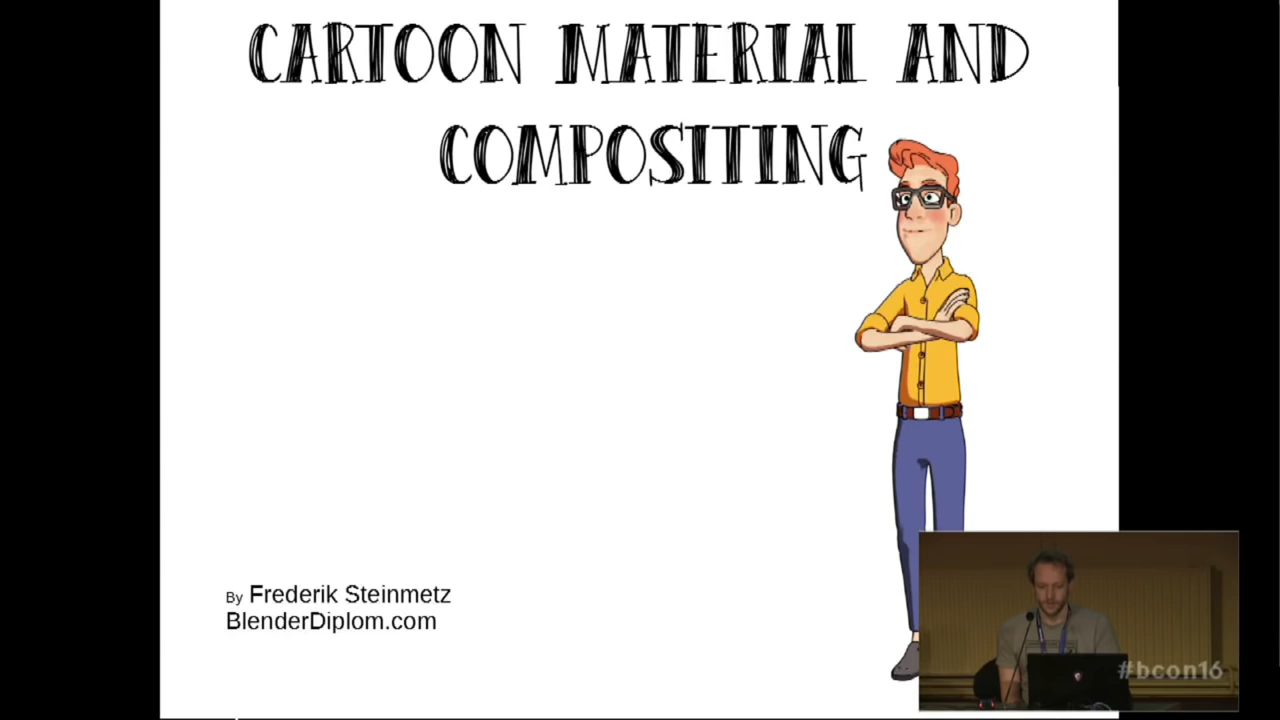 CARTOON MATERIAL AND
COMPOSITING
By Frederik Steinmetz
BlenderDiplom.com
#bcon16